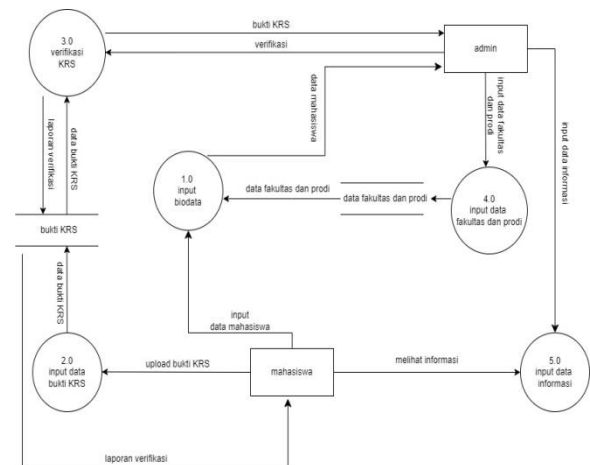 bukti KRS
3.0
verifikasi
KRS
verifikasi
admin
data mahasiswa
input data fakultas
dan prodi
input data informasi
laporan verifikasi
data bukti KRS
1.0
input
biodata
data fakultas dan prodi
data fakultas dan prodi
4.0
input data
fakultas dan prodi
bukti KRS
data bukti KRS
input
data mahasiswa
2.0
input data
bukti KRS
upload bukti KRS
mahasiswa
melihat informasi
5.0
input data
informasi
laporan verifikasi